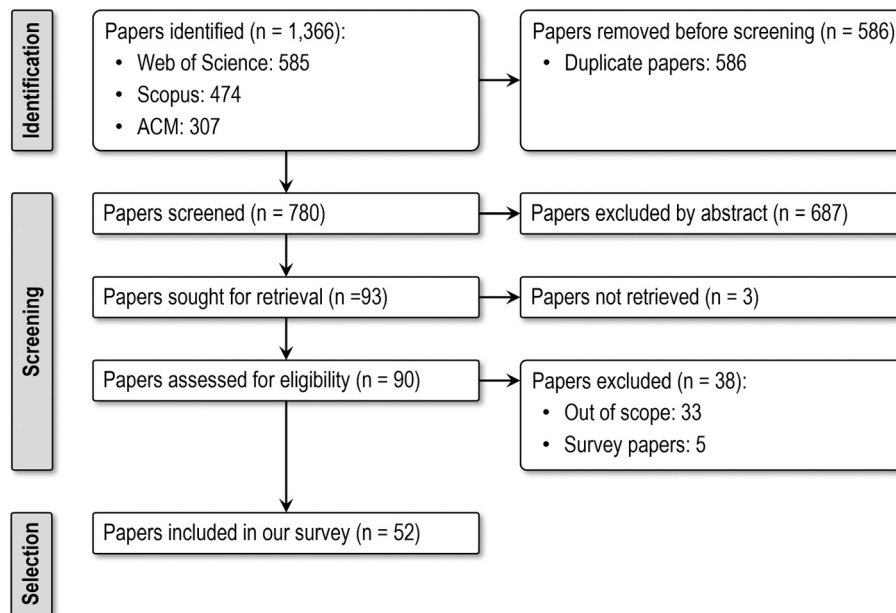 Identification
Papers identified (n = 1,366):
• Web of Science: 585
• Scopus: 474
• ACM: 307
Papers removed before screening (n = 586)
• Duplicate papers: 586
Screening
Papers screened (n = 780)
Papers excluded by abstract (n = 687)
Papers sought for retrieval (n =93)
Papers not retrieved (n = 3)
Papers assessed for eligibility (n = 90)
Papers excluded (n = 38):
• Out of scope: 33
• Survey papers: 5
Selection
Papers included in our survey (n = 52)